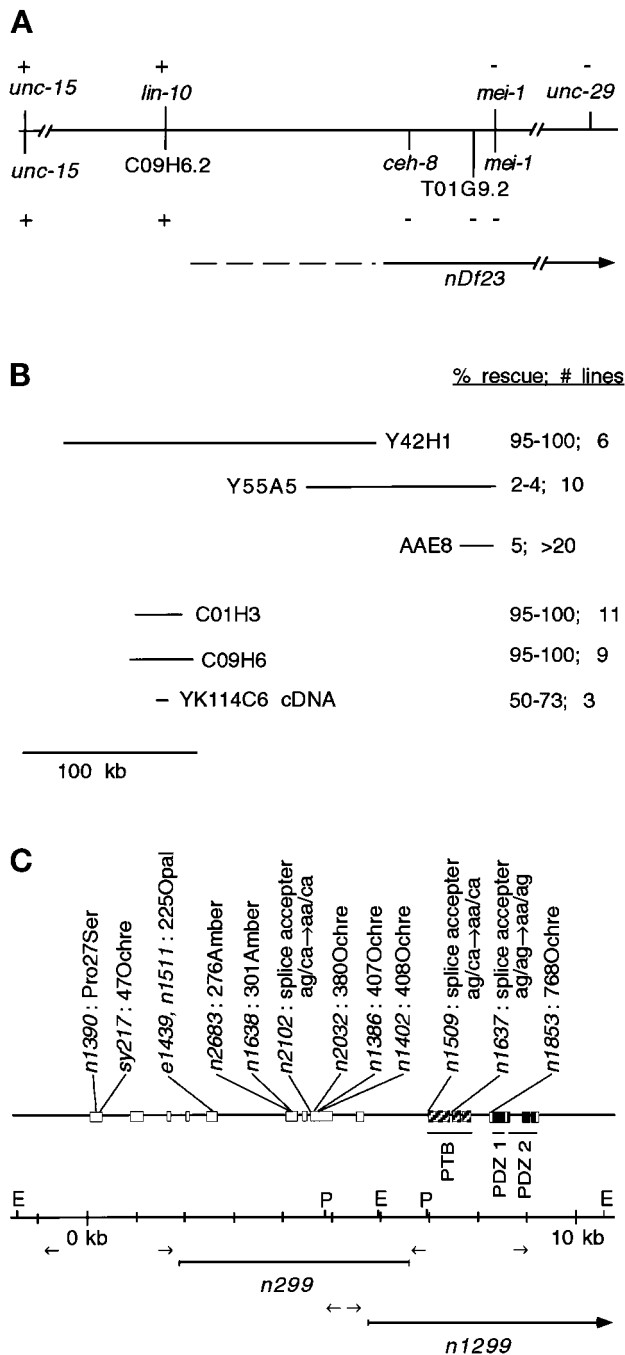 A
+ + - -
unc-15 lin-10 mei-1 unc-29
unc-15 C09H6.2 ceh-8 T01G9.2 mei-1
+ + - - -
nDf23
B
% rescue; # lines
Y42H1 95-100; 6
Y55A5 2-4; 10
AAE8 5; >20
C01H3 95-100; 11
C09H6 95-100; 9
YK114C6 cDNA 50-73; 3
100 kb
C
n1390 : Pro27Ser
sy217 : 47Ochre
e1439, n1511 : 225Opal
n2683 : 276Amber
n1638 : 301Amber
n2102 : splice accepter
ag/ca→aa/ca
n2032 : 380Ochre
n1386 : 407Ochre
n1402 : 408Ochre
n1509 : splice accepter
ag/ca→aa/ca
n1637 : splice accepter
ag/ag→aa/ag
n1853 : 768Ochre
PTB
PDZ 1
PDZ 2
E P E P E
0 kb 10 kb
n299
n1299